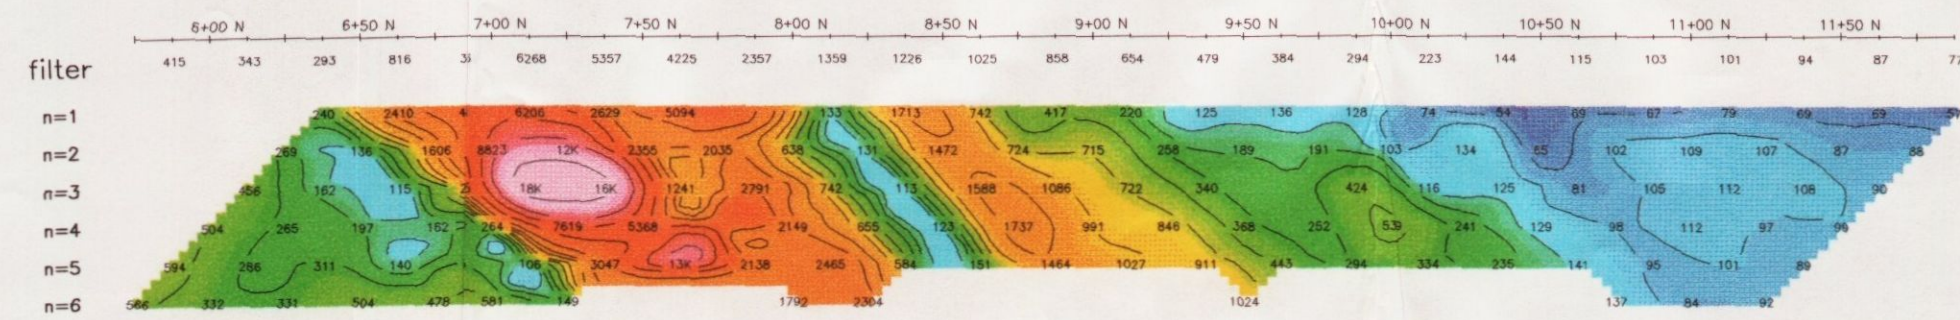 6+00 N 6+50 N 7+00 N 7+50 N 8+00 N 8+50 N 9+00 N 9+50 N 10+00 N 10+50 N 11+00 N 11+50 N
filter 415 343 293 816 6268 5357 4225 2357 1359 1226 1025 858 654 479 384 294 223 144 115 103 101 94 87
n=1 240 2410 6206 2629 5094 133 1713 742 417 220 125 136 128 74 54 69 67 79 69 69
n=2 269 136 1606 8823 12K 2355 2035 638 131 1472 724 715 258 189 191 103 134 65 102 109 107 87 88
n=3 162 115 18K 16K 1241 2791 742 113 1588 1086 722 340 424 116 125 81 105 112 108 90
n=4 504 265 197 162 264 7619 5368 2149 655 123 1737 991 846 368 252 539 241 129 98 112 97
n=5 594 286 311 140 3047 13K 2138 2465 584 151 1464 1027 911 443 294 334 235 141 95 101 89
n=6 332 331 504 478 581 149 1792 2304 1024 137 84 92